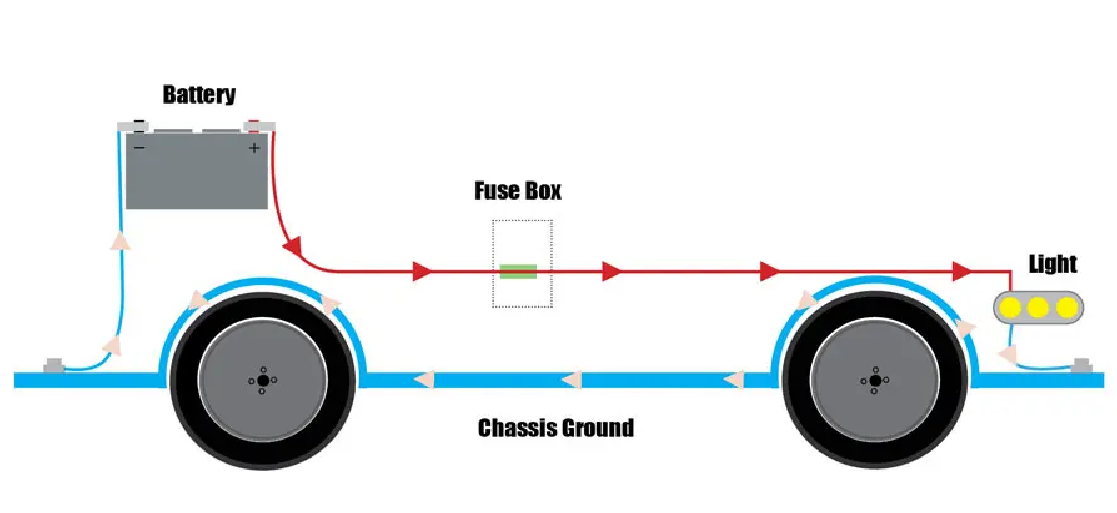 Battery
− +
Fuse Box
Light
Chassis Ground